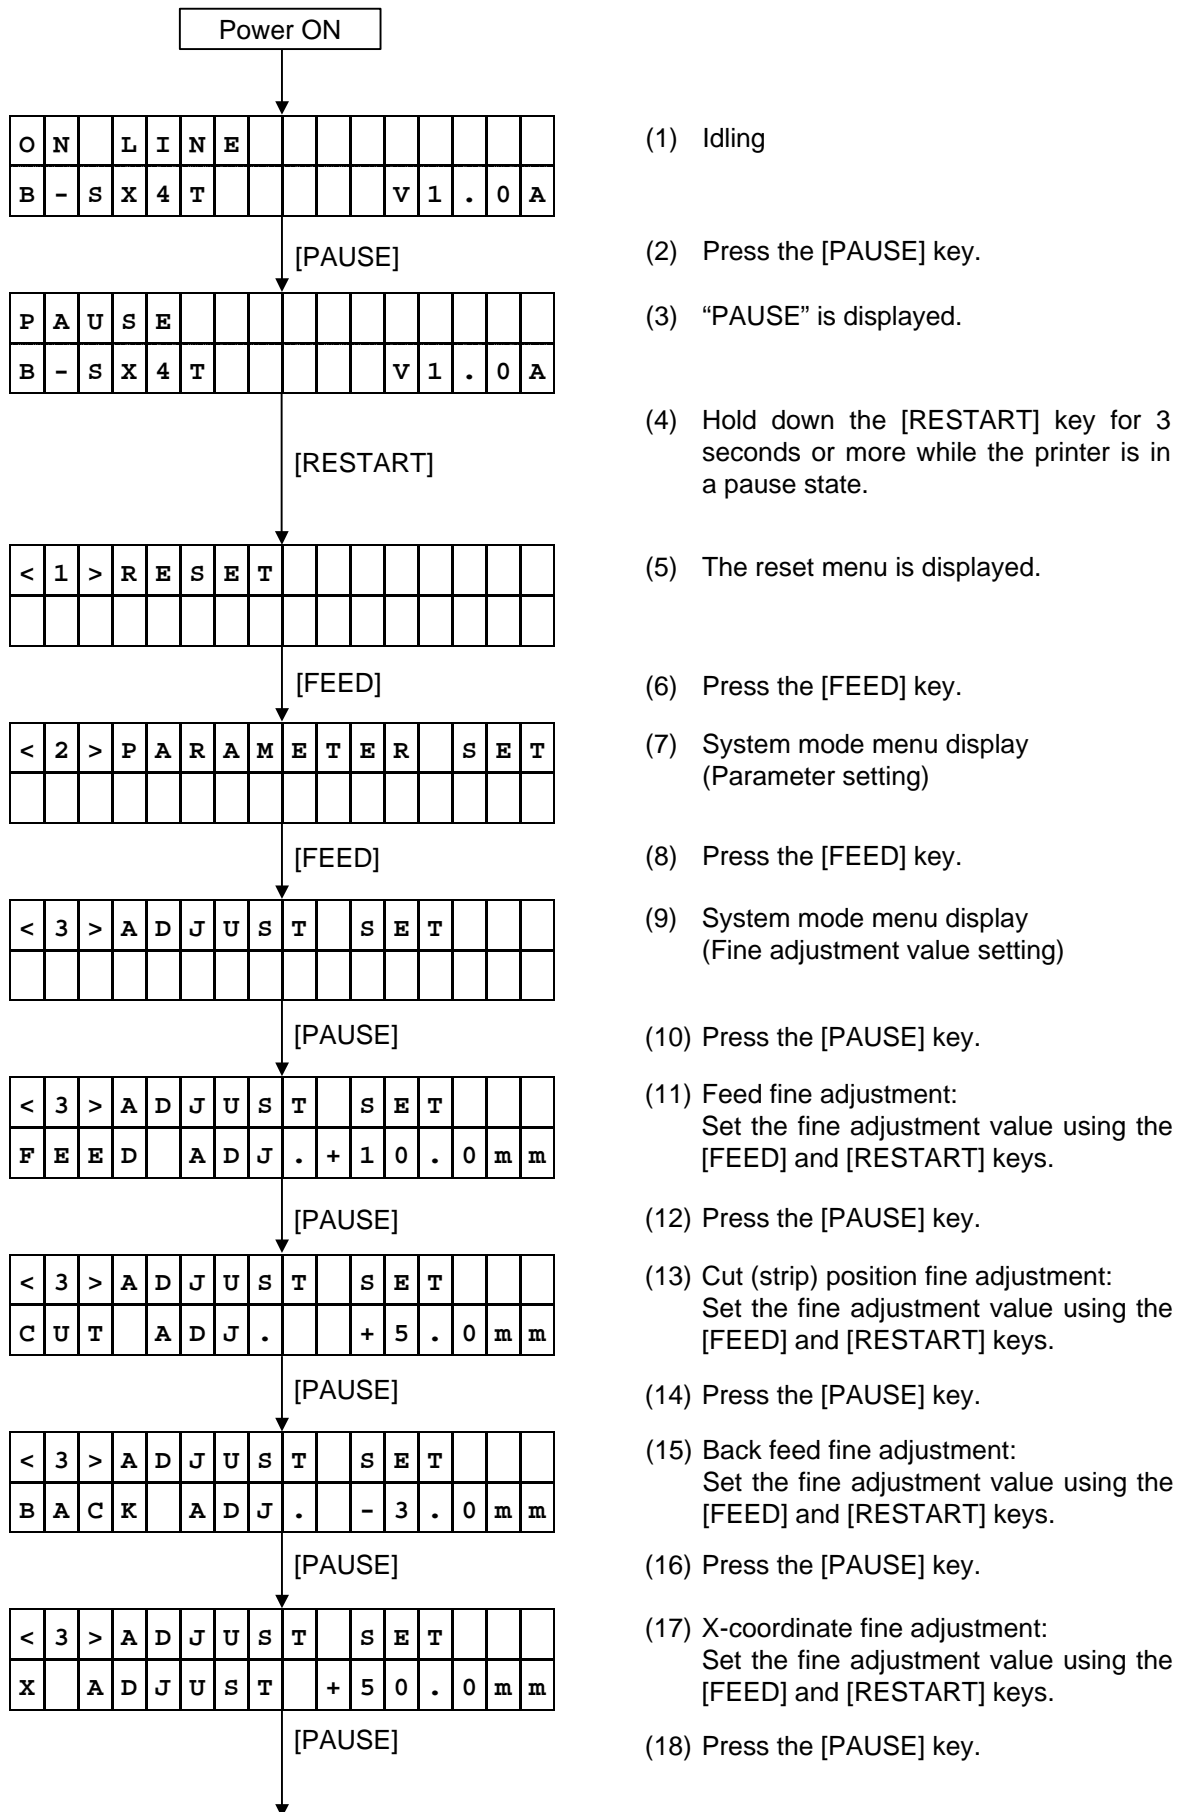 Power ON
ON LINE
B-SX4T V1.0A
(1) Idling
[PAUSE]
(2) Press the [PAUSE] key.
PAUSE
B-SX4T V1.0A
(3) “PAUSE” is displayed.
[RESTART]
(4) Hold down the [RESTART] key for 3
seconds or more while the printer is in
a pause state.
<1>RESET
(5) The reset menu is displayed.
[FEED]
(6) Press the [FEED] key.
<2>PARAMETER SET
(7) System mode menu display
(Parameter setting)
[FEED]
(8) Press the [FEED] key.
<3>ADJUST SET
(9) System mode menu display
(Fine adjustment value setting)
[PAUSE]
(10) Press the [PAUSE] key.
<3>ADJUST SET
FEED ADJ.+10.0mm
(11) Feed fine adjustment:
Set the fine adjustment value using the
[FEED] and [RESTART] keys.
[PAUSE]
(12) Press the [PAUSE] key.
<3>ADJUST SET
CUT ADJ. +5.0mm
(13) Cut (strip) position fine adjustment:
Set the fine adjustment value using the
[FEED] and [RESTART] keys.
[PAUSE]
(14) Press the [PAUSE] key.
<3>ADJUST SET
BACK ADJ. -3.0mm
(15) Back feed fine adjustment:
Set the fine adjustment value using the
[FEED] and [RESTART] keys.
[PAUSE]
(16) Press the [PAUSE] key.
<3>ADJUST SET
X ADJUST +50.0mm
(17) X-coordinate fine adjustment:
Set the fine adjustment value using the
[FEED] and [RESTART] keys.
[PAUSE]
(18) Press the [PAUSE] key.